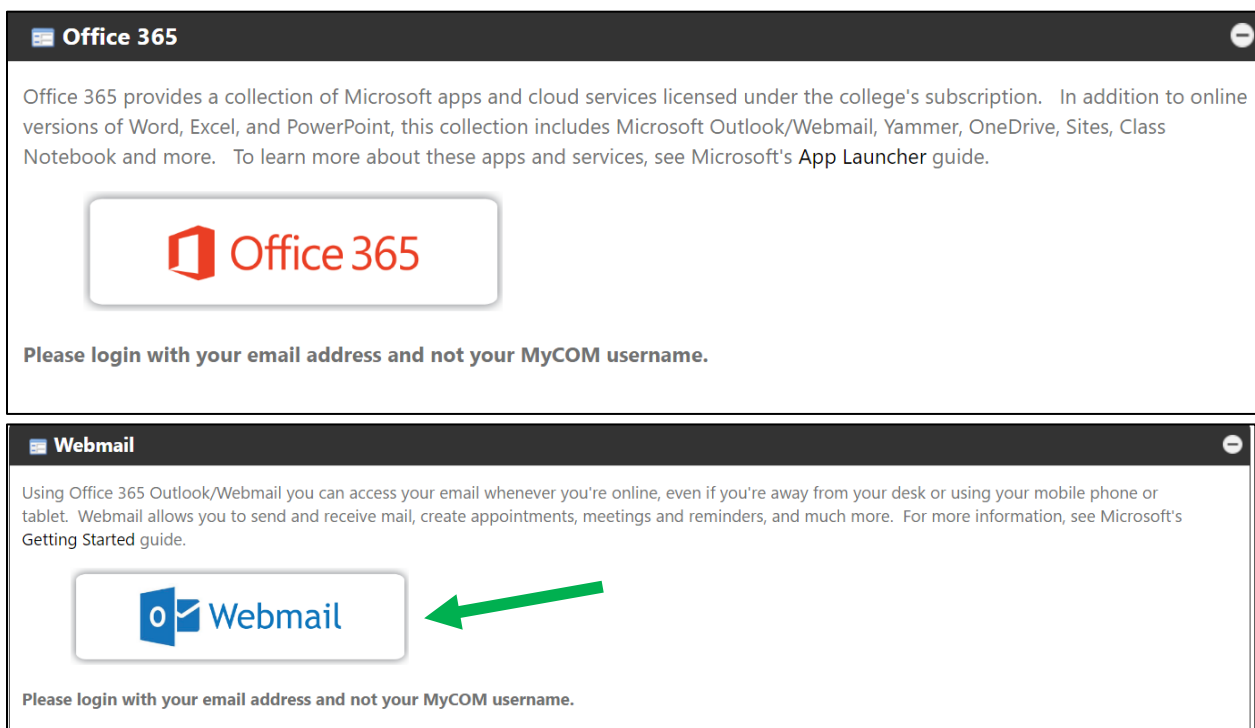 Office 365
Office 365 provides a collection of Microsoft apps and cloud services licensed under the college's subscription.   In addition to online
versions of Word, Excel, and PowerPoint, this collection includes Microsoft Outlook/Webmail, Yammer, OneDrive, Sites, Class
Notebook and more.   To learn more about these apps and services, see Microsoft's App Launcher guide.
Office 365
Please login with your email address and not your MyCOM username.
Webmail
Using Office 365 Outlook/Webmail you can access your email whenever you're online, even if you're away from your desk or using your mobile phone or
tablet.  Webmail allows you to send and receive mail, create appointments, meetings and reminders, and much more.  For more information, see Microsoft's
Getting Started guide.
o Webmail
Please login with your email address and not your MyCOM username.